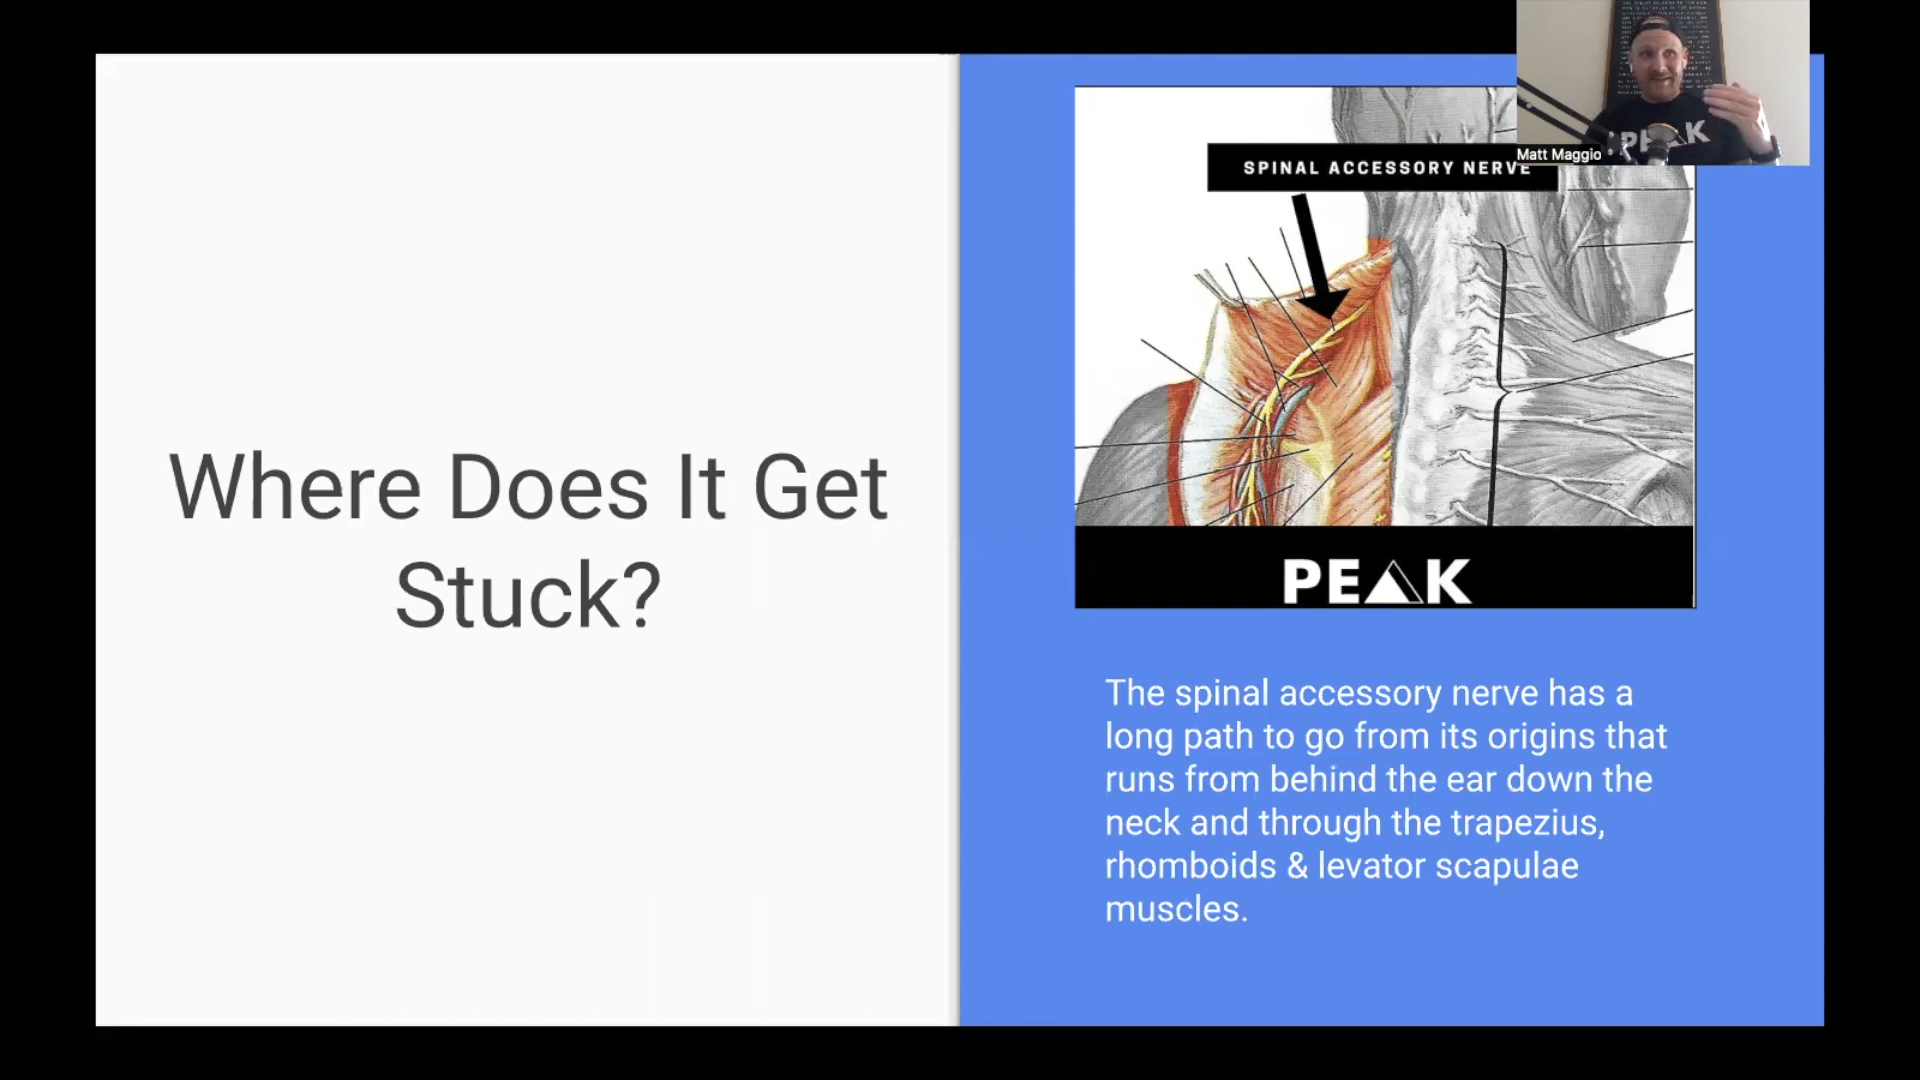 Where Does It Get
Stuck?
SPINAL ACCESSORY NERVE
Matt Maggio
PEAK
PEAK
The spinal accessory nerve has a
long path to go from its origins that
runs from behind the ear down the
neck and through the trapezius,
rhomboids & levator scapulae
muscles.